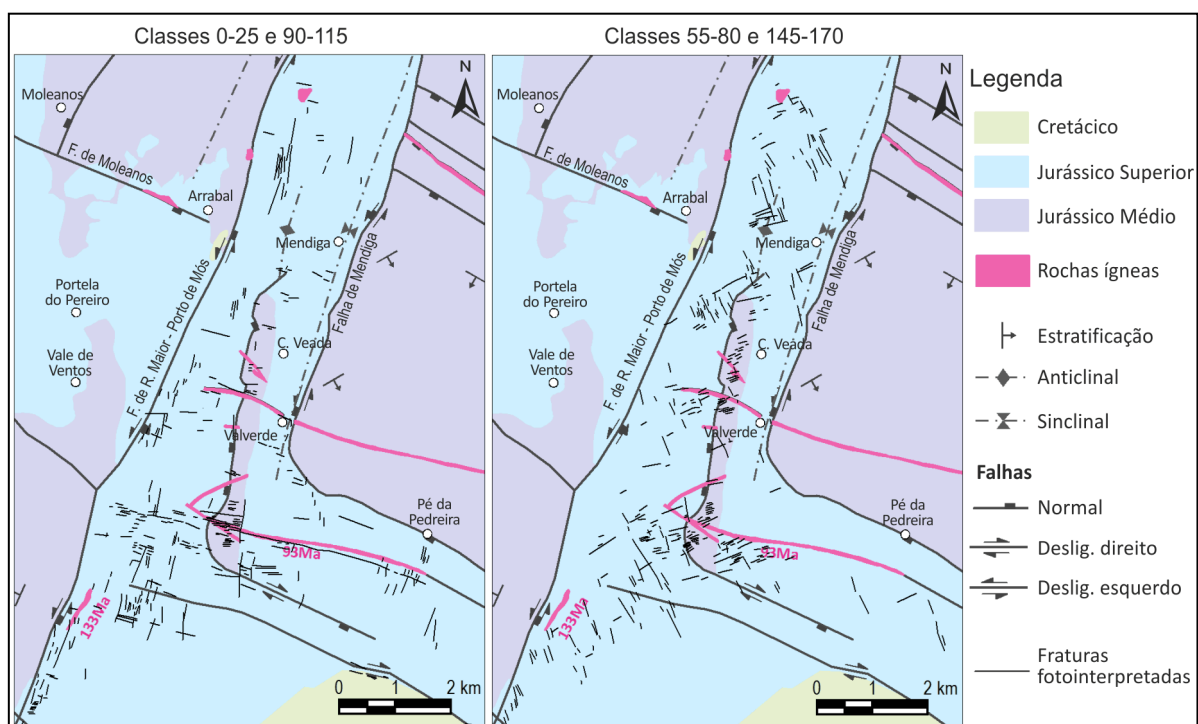 Classes 0-25 e 90-115
N
Moleanos
F. de Moleanos
Arrabal
Mendiga
Portela
do Pereiro
F. de R. Maior - Porto de Mós
Falha de Mendiga
Vale de
Ventos
C. Veada
Valverde
Pé da
Pedreira
93Ma
133Ma
0 1 2 km
Classes 55-80 e 145-170
N
Moleanos
F. de Moleanos
Arrabal
Mendiga
Portela
do Pereiro
F. de R. Maior - Porto de Mós
Falha de Mendiga
Vale de
Ventos
C. Veada
Valverde
Pé da
Pedreira
93Ma
133Ma
0 1 2 km
Legenda
Cretácico
Jurássico Superior
Jurássico Médio
Rochas ígneas
Estratificação
Anticlinal
Sinclinal
Falhas
Normal
Deslig. direito
Deslig. esquerdo
Fraturas
fotointerpretadas